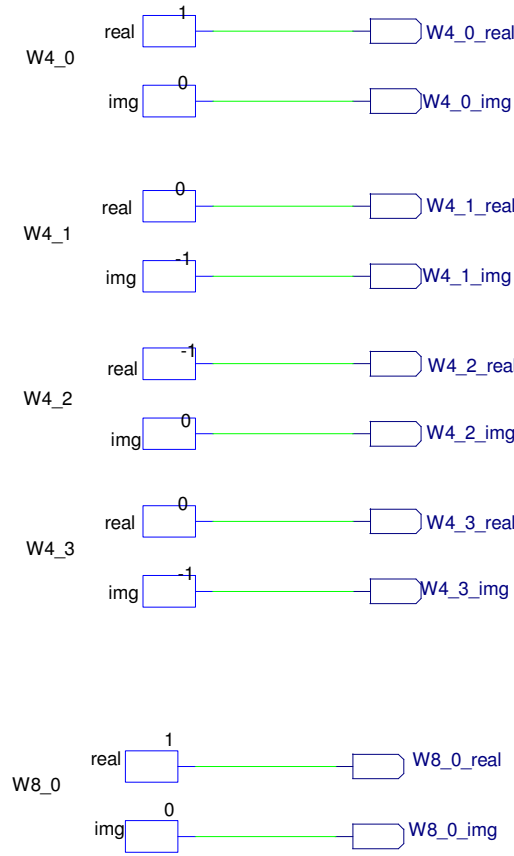 1
real W4_0_real
W4_0
0
img W4_0_img
0
real W4_1_real
W4_1
-1
img W4_1_img
-1
real W4_2_real
W4_2
0
img W4_2_img
0
real W4_3_real
W4_3
-1
img W4_3_img
1
real W8_0_real
W8_0
0
img W8_0_img